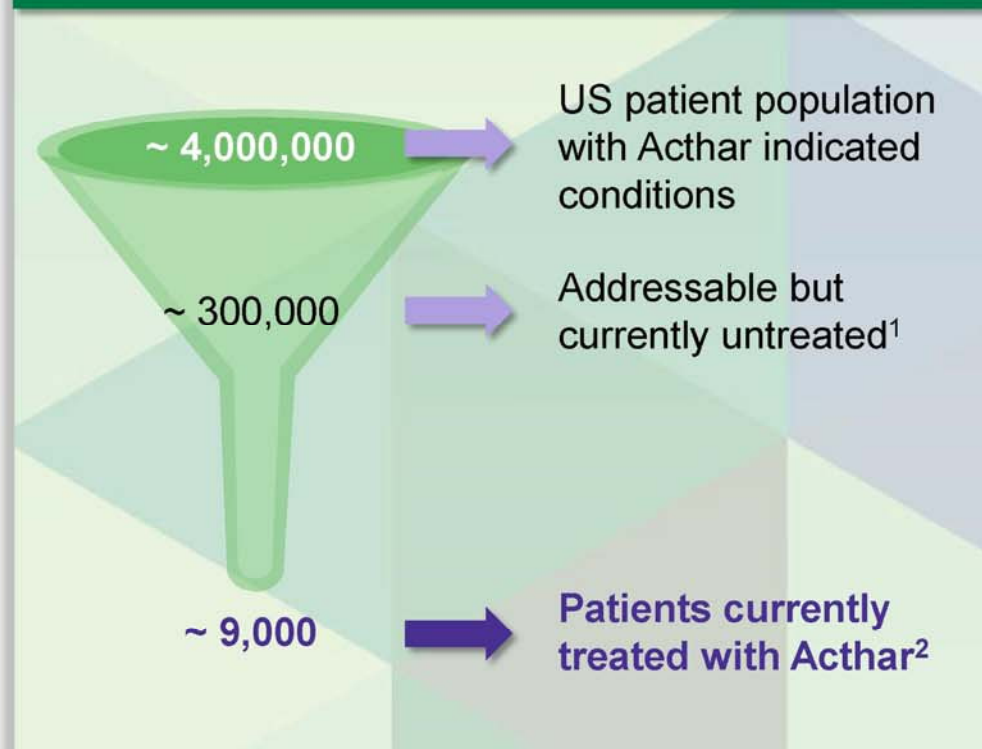 ~ 4,000,000
US patient population
with Acthar indicated
conditions
~ 300,000
Addressable but
currently untreated¹
~ 9,000
Patients currently
treated with Acthar²